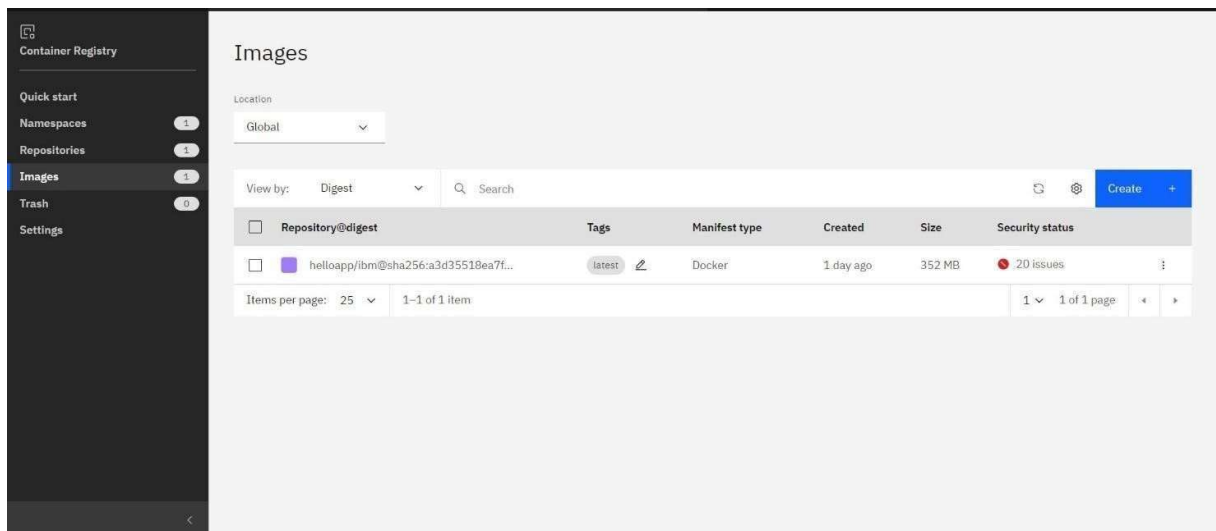 Container Registry
Quick start
Namespaces 1
Repositories 1
Images 1
Trash 0
Settings
Images
Location
Global
View by: Digest Search Create +
Repository@digest Tags Manifest type Created Size Security status
helloapp/ibm@sha256:a3d35518ea7f... latest Docker 1 day ago 352 MB 20 issues
Items per page: 25 1–1 of 1 item 1 1 of 1 page